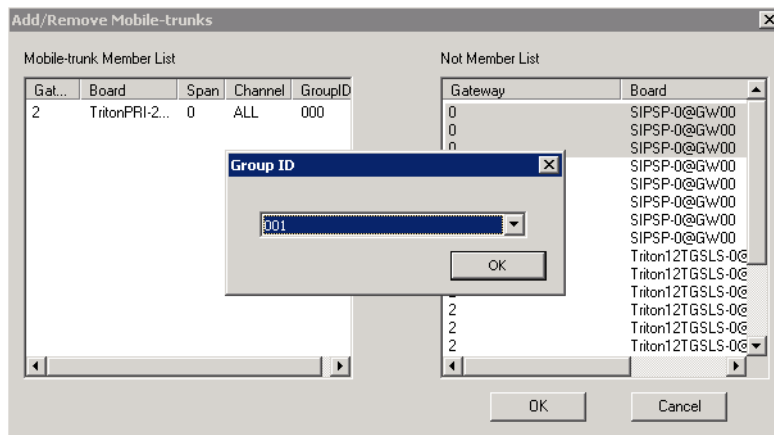 Add/Remove Mobile-trunks
Mobile-trunk Member List
Not Member List
Gat... Board Span Channel GroupID
2 TritonPRI-2... 0 ALL 000
Gateway Board
0 SIPSP-0@GW00
0 SIPSP-0@GW00
0 SIPSP-0@GW00
SIPSP-0@GW00
SIPSP-0@GW00
SIPSP-0@GW00
SIPSP-0@GW00
SIPSP-0@GW00
Triton12TGSLS-0@
Triton12TGSLS-0@
Triton12TGSLS-0@
2 Triton12TGSLS-0@
2 Triton12TGSLS-0@
2 Triton12TGSLS-0@
Group ID
001
OK
OK
Cancel